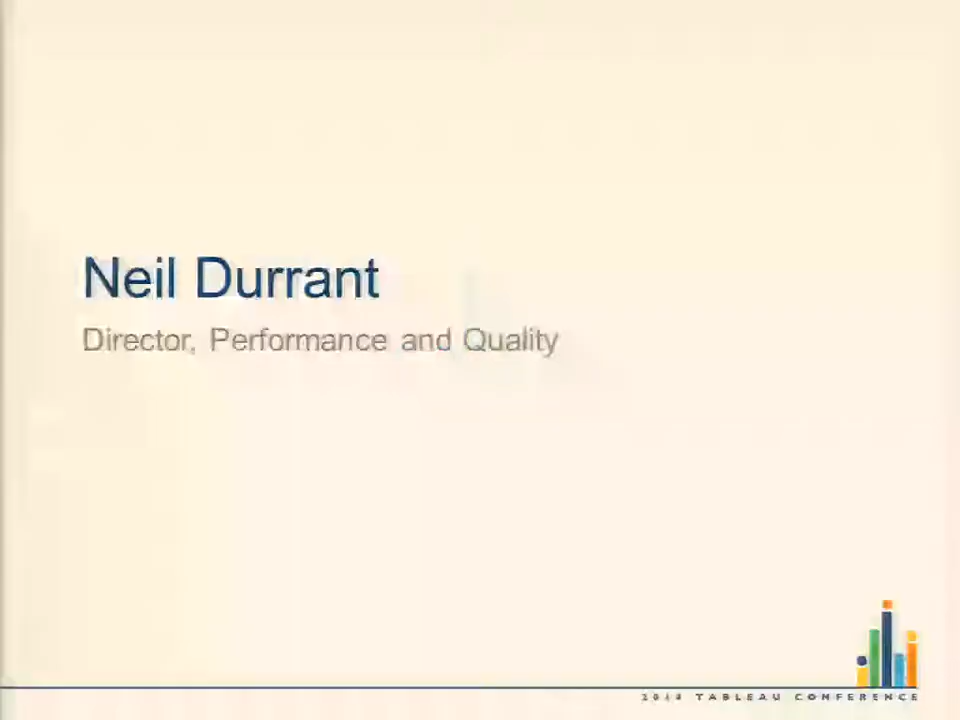 Neil Durrant
Director, Performance and Quality
TABLEAU CONFERENCE